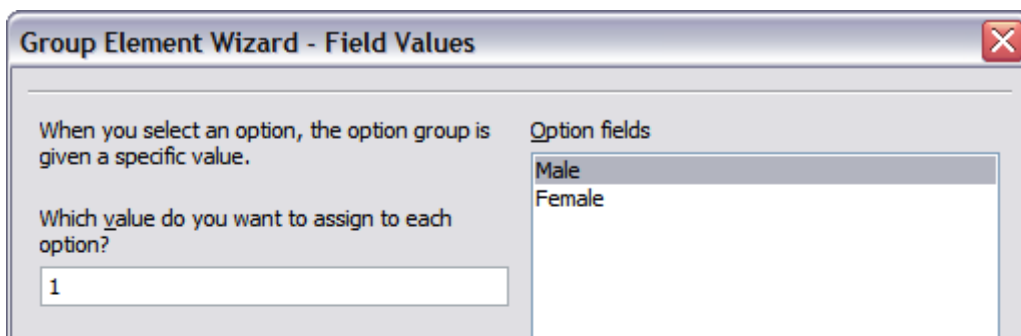 Group Element Wizard - Field Values
When you select an option, the option group is
given a specific value.
Which value do you want to assign to each
option?
1
Option fields
Male
Female